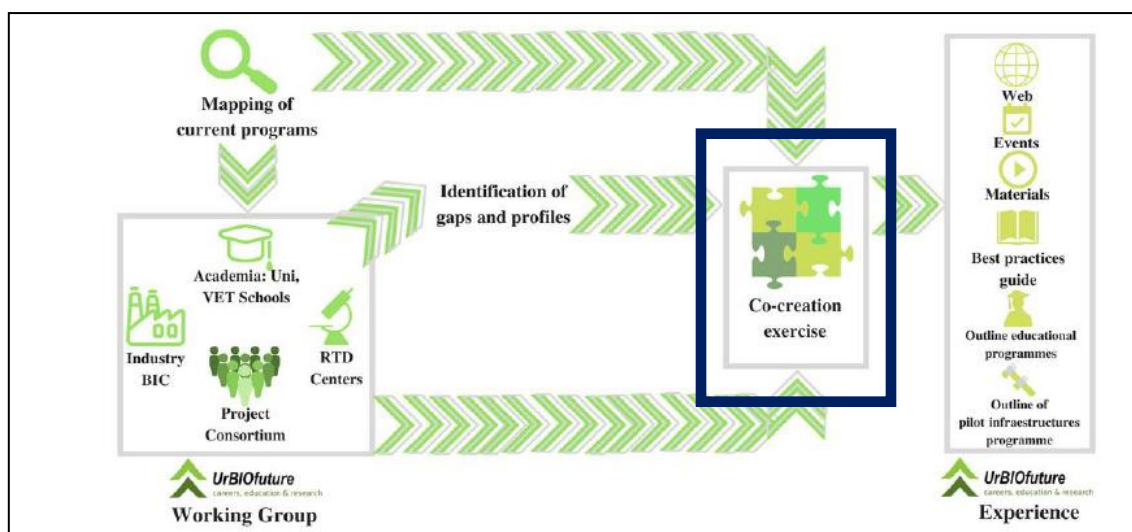 Mapping of
current programs
Identification of
gaps and profiles
Academia: Uni,
VET Schools
Industry
BIC
RTD
Centers
Project
Consortium
UrBIOfuture
careers, education & research
Working Group
Co-creation
exercise
Web
Events
Materials
Best practices
guide
Outline educational
programmes
Outline of
pilot infraestructures
programme
UrBIOfuture
careers, education & research
Experience